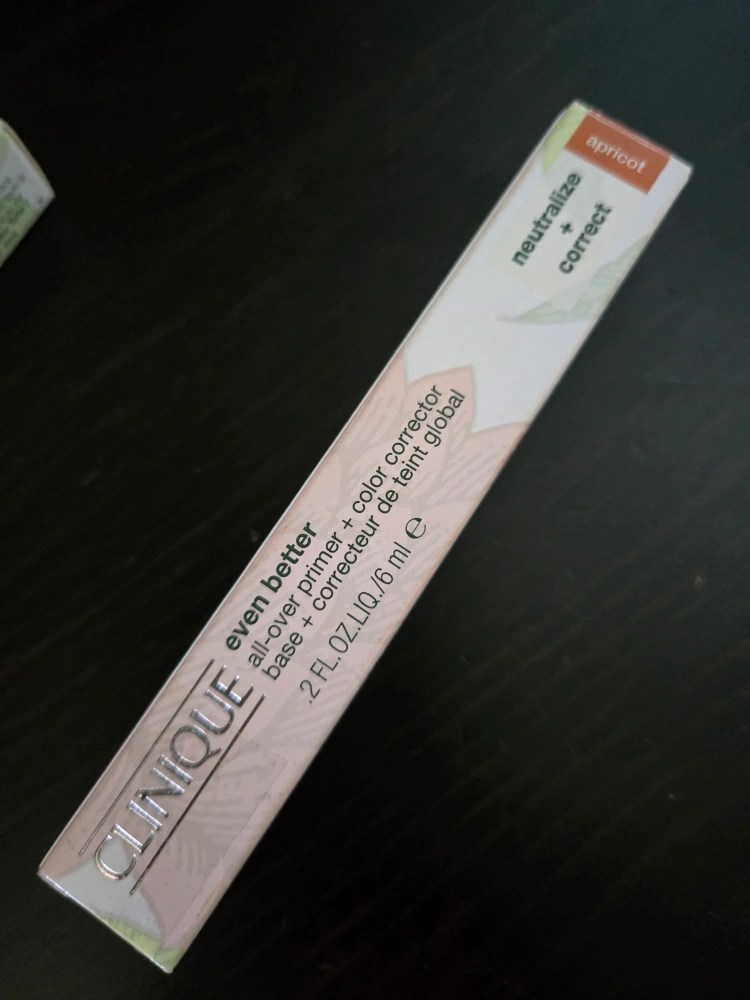 CLINIQUE
even better
all-over primer + color corrector
base + correcteur de teint global
.2 FL.OZ.LIQ./6 ml ℮
neutralize
+
correct
apricot